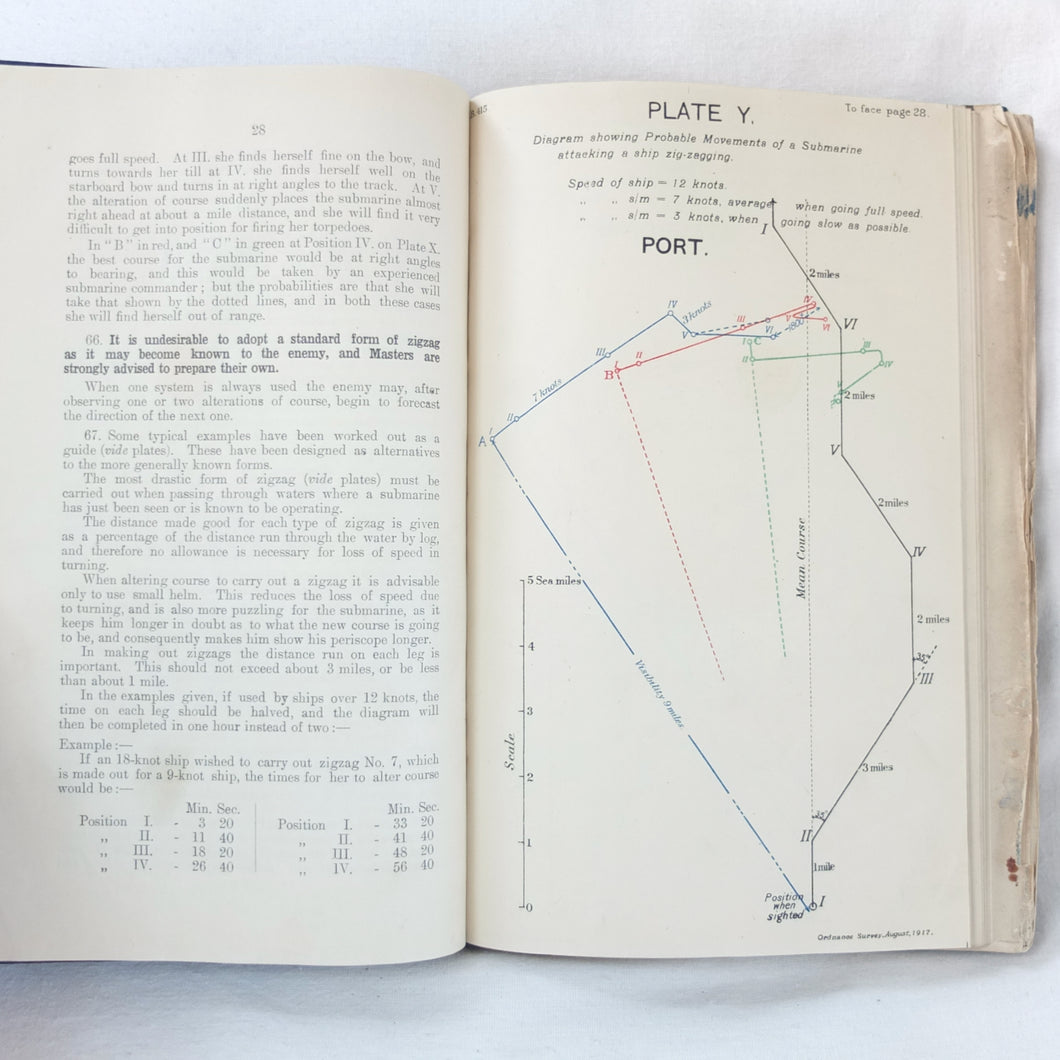 28
goes full speed. At III. she finds herself fine on the bow, and
turns towards her till at IV. she finds herself well on the
starboard bow and turns in at right angles to the track. At V.
the alteration of course suddenly places the submarine almost
right ahead at about a mile distance, and she will find it very
difficult to get into position for firing her torpedoes.
In "B" in red, and "C" in green at Position IV. on Plate X.
the best course for the submarine would be at right angles
to bearing, and this would be taken by an experienced
submarine commander; but the probabilities are that she will
take that shown by the dotted lines, and in both these cases
she will find herself out of range.
66. It is undesirable to adopt a standard form of zigzag
as it may become known to the enemy, and Masters are
strongly advised to prepare their own.
When one system is always used the enemy may, after
observing one or two alterations of course, begin to forecast
the direction of the next one.
67. Some typical examples have been worked out as a
guide (vide plates). These have been designed as alternatives
to the more generally known forms.
The most drastic form of zigzag (vide plates) must be
carried out when passing through waters where a submarine
has just been seen or is known to be operating.
The distance made good for each type of zigzag is given
as a percentage of the distance run through the water by log,
and therefore no allowance is necessary for loss of speed in
turning.
When altering course to carry out a zigzag it is advisable
only to use small helm. This reduces the loss of speed due
to turning, and is also more puzzling for the submarine, as it
keeps him longer in doubt as to what the new course is going
to be, and consequently makes him show his periscope longer.
In making out zigzags the distance run on each leg is
important. This should not exceed about 3 miles, or be less
than about 1 mile.
In the examples given, if used by ships over 12 knots, the
time on each leg should be halved, and the diagram will
then be completed in one hour instead of two:—
Example:—
If an 18-knot ship wished to carry out zigzag No. 7, which
is made out for a 9-knot ship, the times for her to alter course
would be:—
Min. Sec.
Position I. - 3 20
,, II. - 11 40
,, III. - 18 20
,, IV. - 26 40
Min. Sec.
Position I. - 33 20
,, II. - 41 40
,, III. - 48 20
,, IV. - 56 40
415
PLATE Y.
To face page 28.
Diagram showing Probable Movements of a Submarine
attacking a ship zig-zagging.
Speed of ship = 12 knots.
,, ,, s/m = 7 knots, average when going full speed.
,, ,, s/m = 3 knots, when going slow as possible.
PORT.
I
2 miles
VI
2 miles
V
2 miles
IV
2 miles
35°
III
3 miles
35°
II
1 mile
I
Position
when
sighted
Mean Course
A
I
II
7 knots
III
IV
3 knots
V
VI
180°
B
I
II
III
IV
V
VI
I C
II
III
IV
V
Visibility 9 miles
5 Sea miles
4
3
2
1
0
Scale
Ordnance Survey, August, 1917.